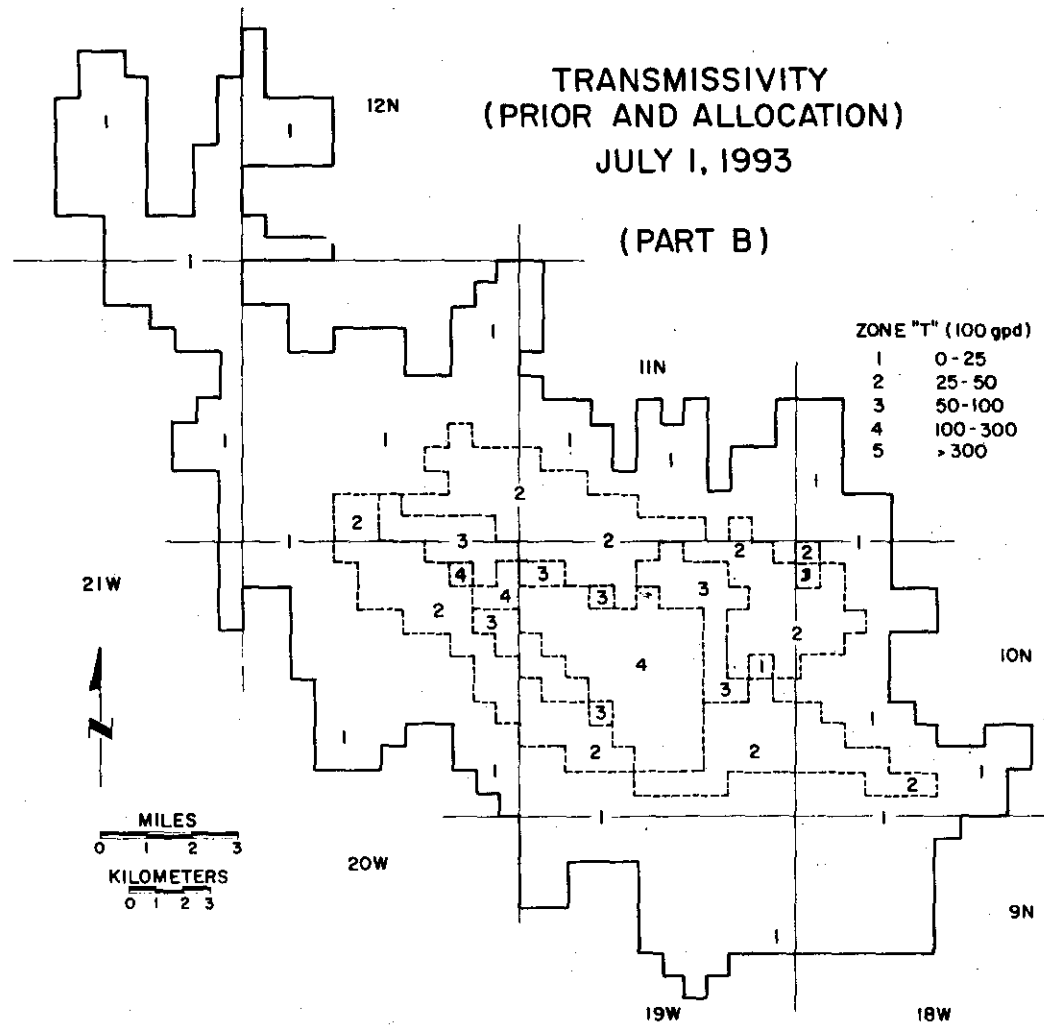 TRANSMISSIVITY
(PRIOR AND ALLOCATION)
JULY 1, 1993
(PART B)
12N
1
1
1
1
ZONE "T" (100 gpd)
1 0-25
2 25-50
3 50-100
4 100-300
5 >300
11N
1 1 1
1 1
2
2 1 3 2 2 2 1
21W
4 3 4 3 3 3
2 3 2
4 1 10N
3 3
1 1
2 2
1 1
2
1 1
MILES
0 1 2 3
20W
KILOMETERS
0 1 2 3
9N
1
N
19W
18W